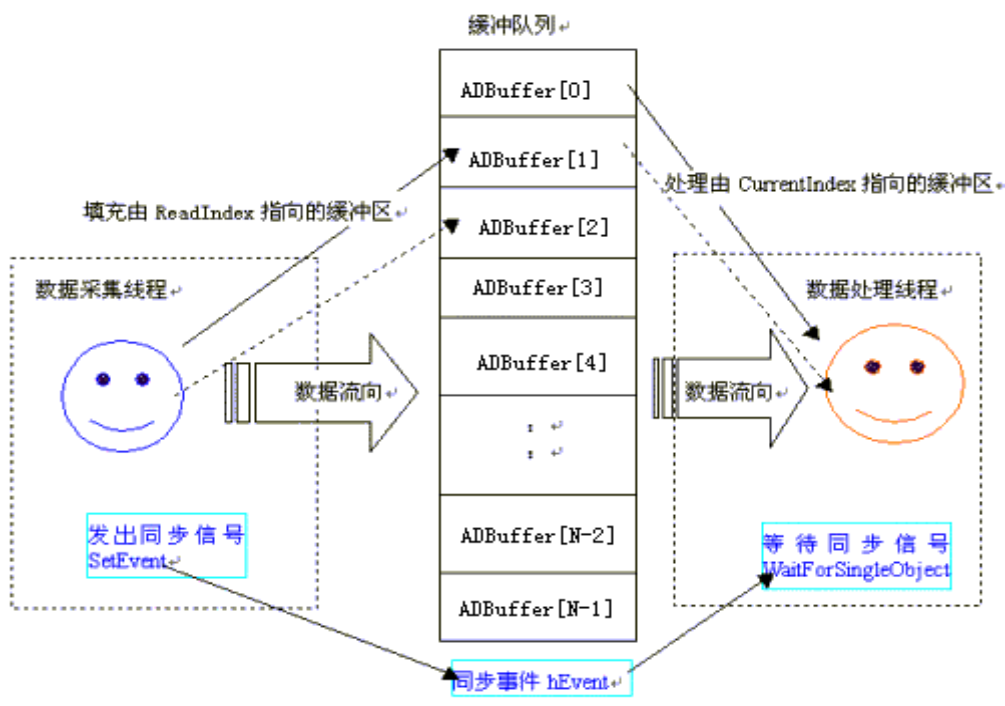 缓冲队列
ADBuffer[0]
ADBuffer[1]
处理由 CurrentIndex 指向的缓冲区
填充由 ReadIndex 指向的缓冲区
ADBuffer[2]
数据采集线程
ADBuffer[3]
数据处理线程
ADBuffer[4]
数据流向
数据流向
:
:
发出同步信号
SetEvent
ADBuffer[N-2]
等待同步信号
WaitForSingleObject
ADBuffer[N-1]
同步事件 hEvent